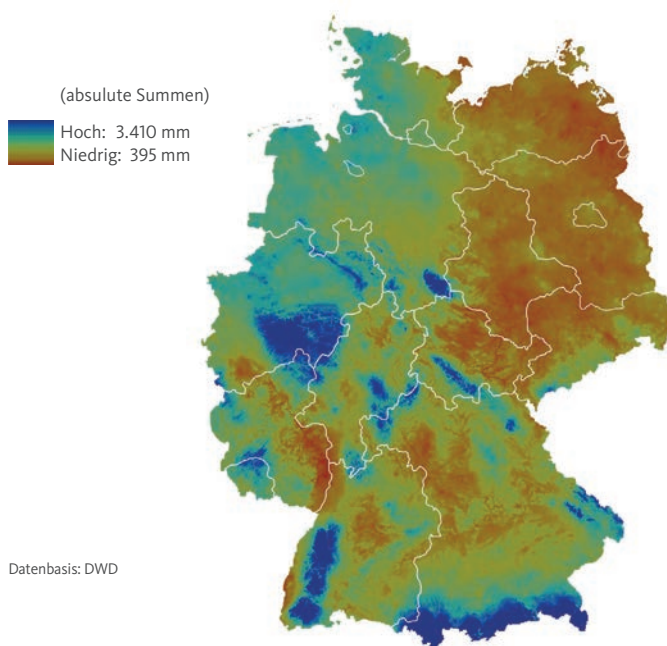 (absulute Summen)
Hoch: 3.410 mm
Niedrig: 395 mm
Datenbasis: DWD